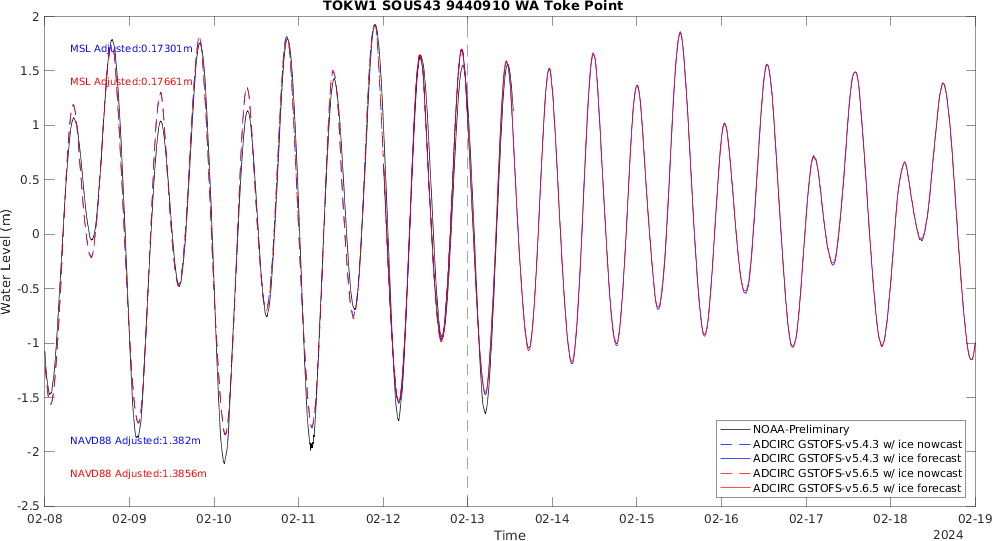 TOKW1 SOUS43 9440910 WA Toke Point
MSL Adjusted:0.17301m
MSL Adjusted:0.17661m
NAVD88 Adjusted:1.382m
NAVD88 Adjusted:1.3856m
Water Level (m)
2
1.5
1
0.5
0
-0.5
-1
-1.5
-2
-2.5
NOAA-Preliminary
ADCIRC GSTOFS-v5.4.3 w/ ice nowcast
ADCIRC GSTOFS-v5.4.3 w/ ice forecast
ADCIRC GSTOFS-v5.6.5 w/ ice nowcast
ADCIRC GSTOFS-v5.6.5 w/ ice forecast
02-08 02-09 02-10 02-11 02-12 02-13 02-14 02-15 02-16 02-17 02-18 02-19
Time
2024